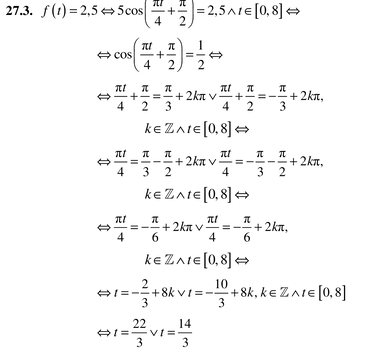 27.3. f(t) = 2,5 ⇔ 5cos(πt/4 + π/2) = 2,5 ∧ t ∈ [0, 8] ⇔
⇔ cos(πt/4 + π/2) = 1/2 ⇔
⇔ πt/4 + π/2 = π/3 + 2kπ ∨ πt/4 + π/2 = −π/3 + 2kπ,
k ∈ ℤ ∧ t ∈ [0, 8] ⇔
⇔ πt/4 = π/3 − π/2 + 2kπ ∨ πt/4 = −π/3 − π/2 + 2kπ,
k ∈ ℤ ∧ t ∈ [0, 8] ⇔
⇔ πt/4 = −π/6 + 2kπ ∨ πt/4 = −π/6 + 2kπ,
k ∈ ℤ ∧ t ∈ [0, 8] ⇔
⇔ t = −2/3 + 8k ∨ t = −10/3 + 8k, k ∈ ℤ ∧ t ∈ [0, 8]
⇔ t = 22/3 ∨ t = 14/3